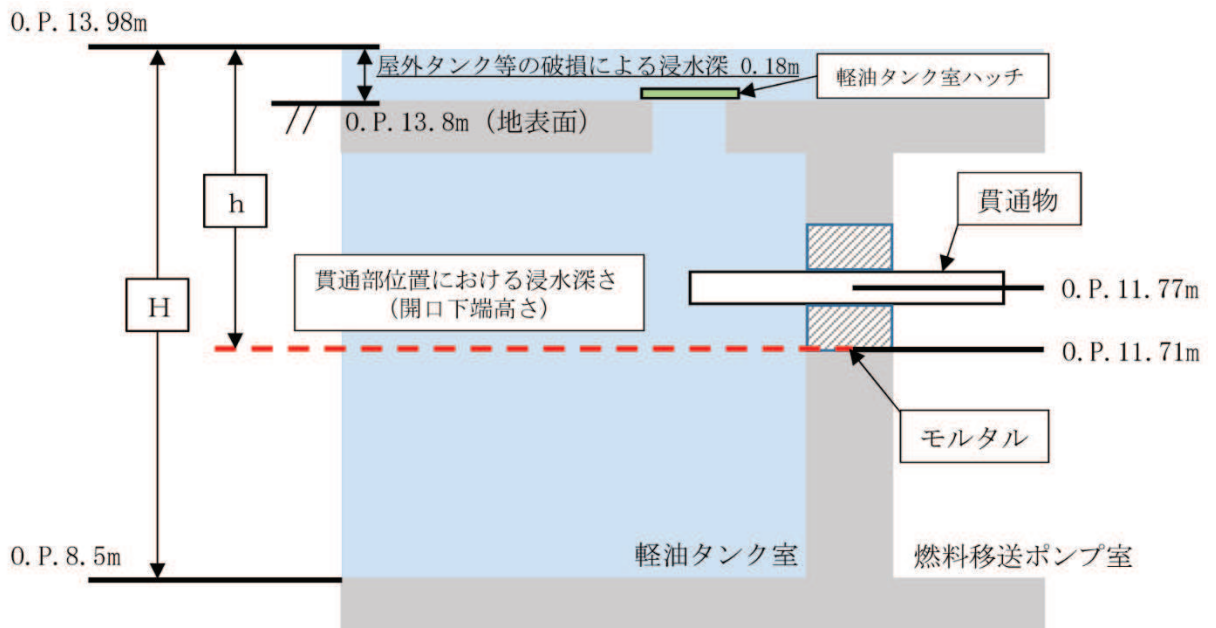 O.P.13.98m
屋外タンク等の破損による浸水深 0.18m
軽油タンク室ハッチ
O.P.13.8m (地表面)
h
貫通物
H
貫通部位置における浸水深さ
(開口下端高さ)
O.P.11.77m
O.P.11.71m
モルタル
O.P.8.5m
軽油タンク室
燃料移送ポンプ室